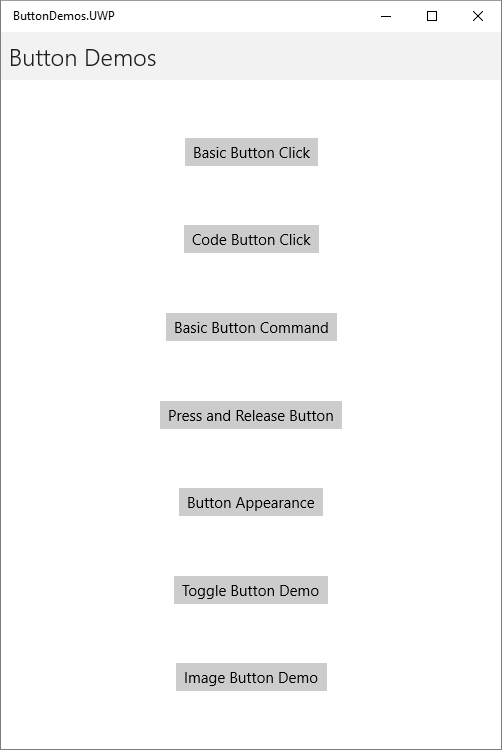 ButtonDemos.UWP
Button Demos
Basic Button Click
Code Button Click
Basic Button Command
Press and Release Button
Button Appearance
Toggle Button Demo
Image Button Demo